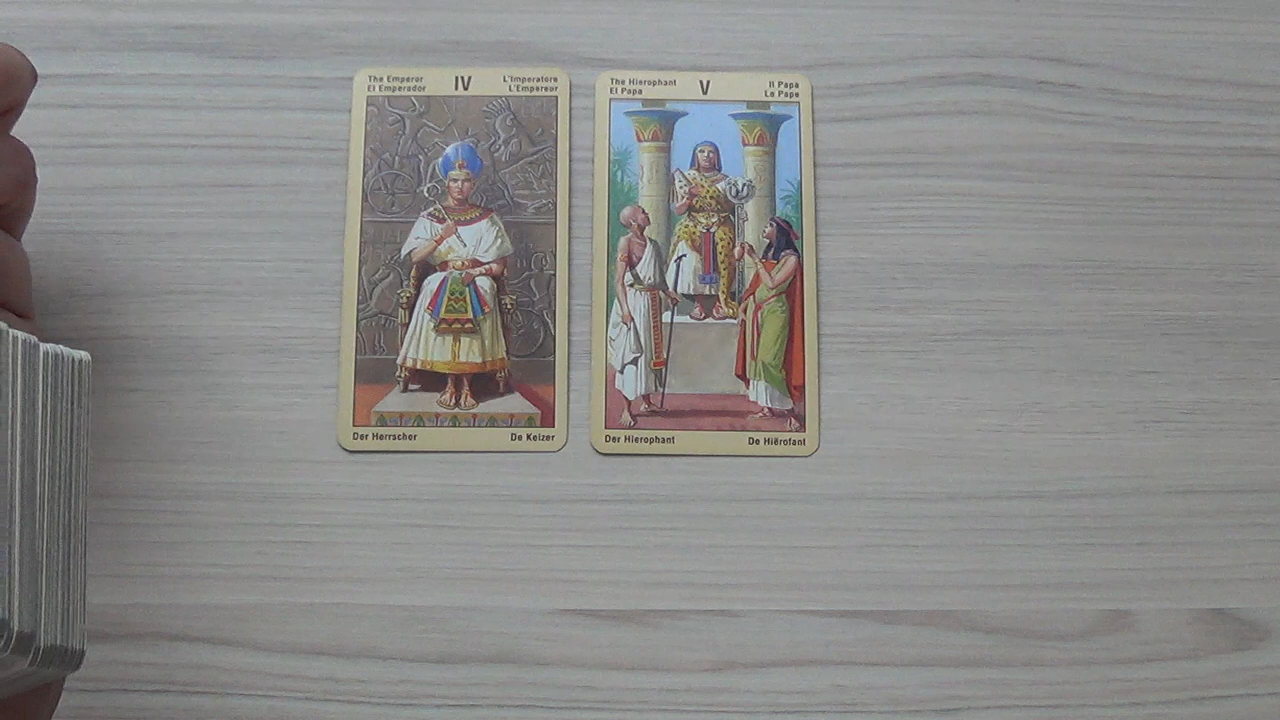 The Emperor IV L'Imperatore
El Emperador L'Empereur
Der Herrscher De Keizer
The Hierophant V Il Papa
El Papa Le Pape
Der Hierophant De Hiërofant